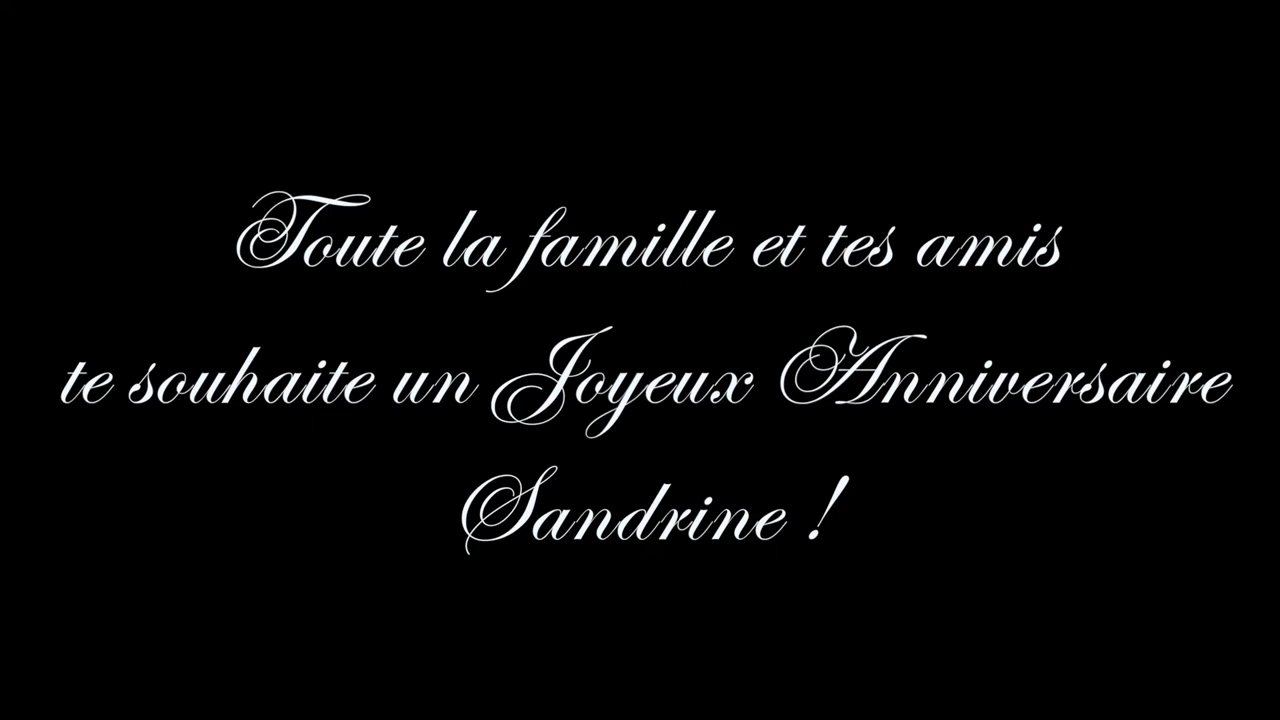 Toute la famille et tes amis
te souhaite un Joyeux Anniversaire
Sandrine !